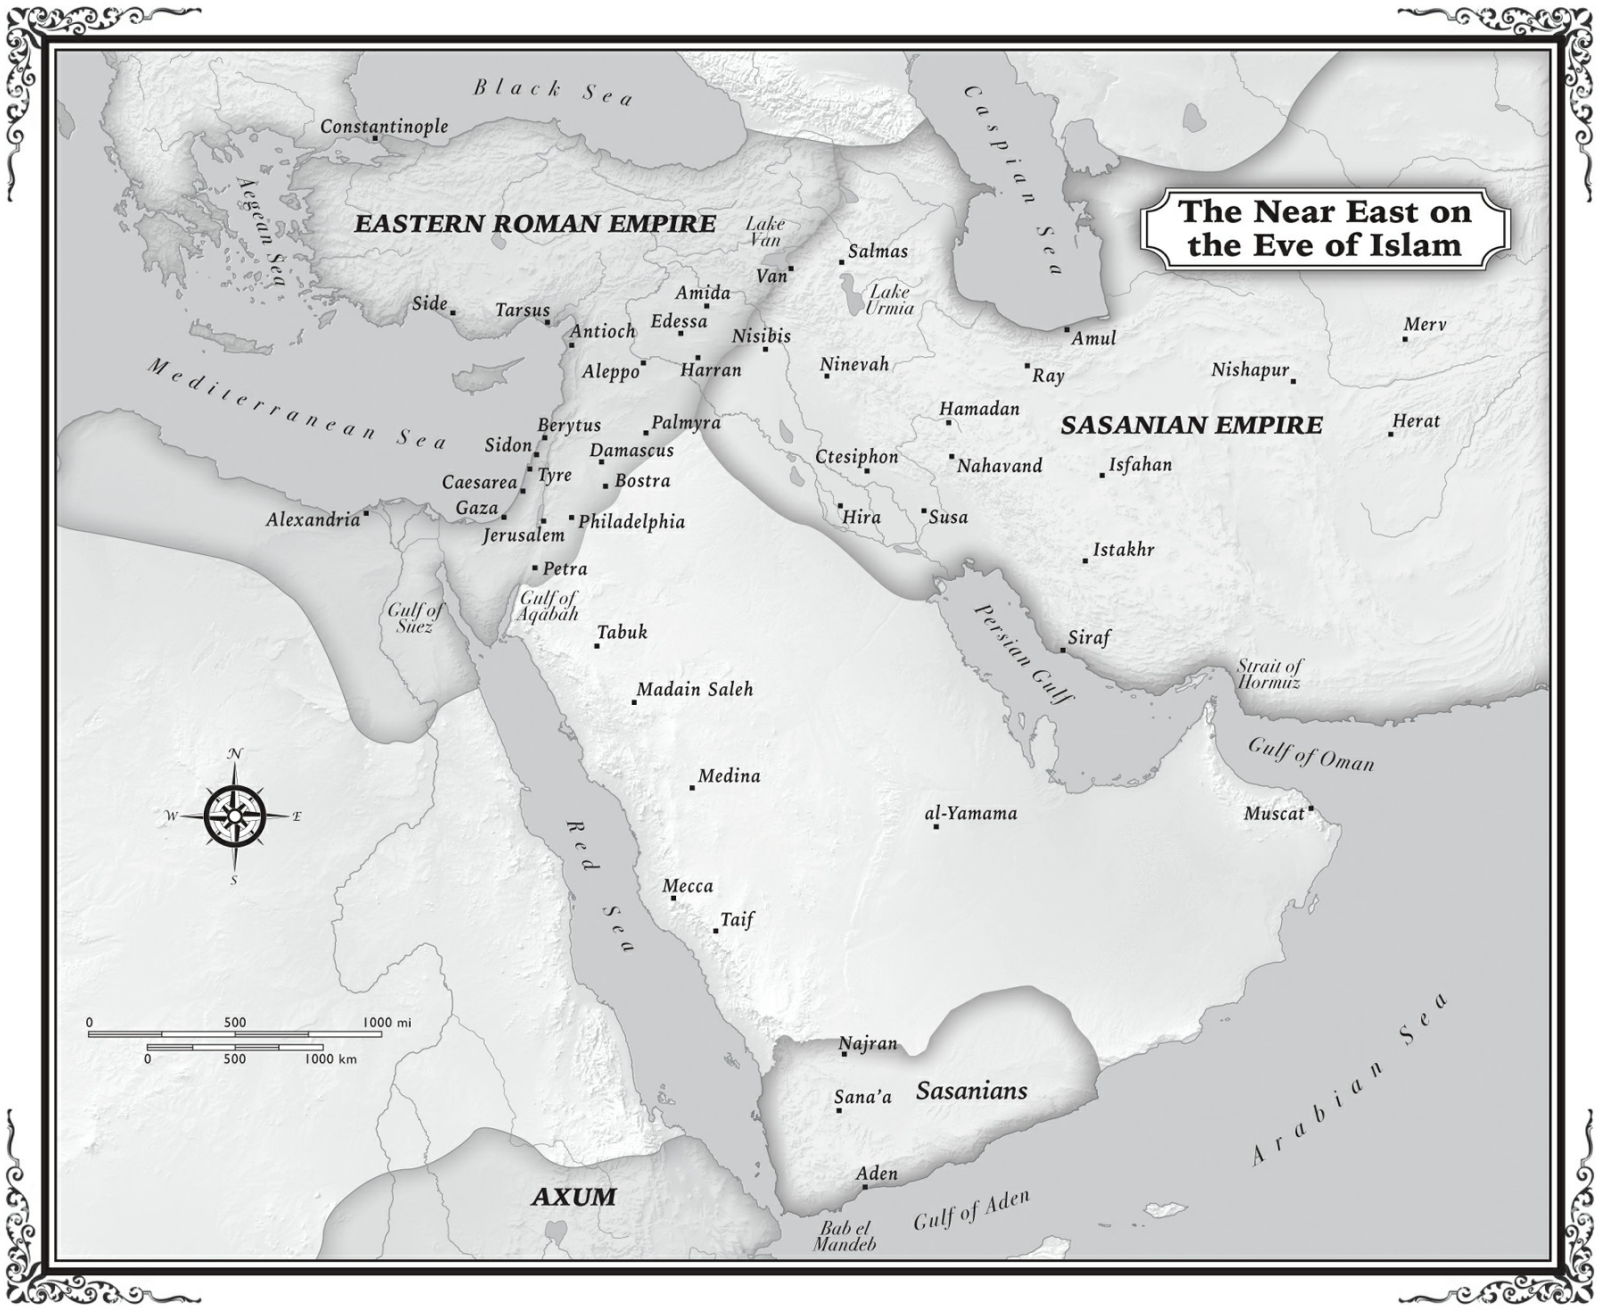 Black Sea
Caspian Sea
Constantinople
Aegean Sea
EASTERN ROMAN EMPIRE
The Near East on
the Eve of Islam
Lake
Van
Van
Salmas
Lake
Urmia
Side
Tarsus
Amida
Edessa
Antioch
Nisibis
Aleppo
Harran
Ninevah
Amul
Ray
Merv
Nishapur
Mediterranean Sea
Hamadan
SASANIAN EMPIRE
Herat
Berytus
Palmyra
Sidon
Damascus
Ctesiphon
Nahavand
Isfahan
Tyre
Caesarea
Bostra
Gaza
Alexandria
Jerusalem
Philadelphia
Hira
Susa
Istakhr
Petra
Gulf of
Suez
Gulf of
Aqabah
Tabuk
Persian Gulf
Siraf
Strait of
Hormuz
Madain Saleh
Gulf of Oman
Medina
N
W
E
S
al-Yamama
Muscat
Red Sea
Mecca
Taif
0 500 1000 mi
0 500 1000 km
Najran
Sana’a
Sasanians
Arabian Sea
Aden
AXUM
Bab el
Mandeb
Gulf of Aden